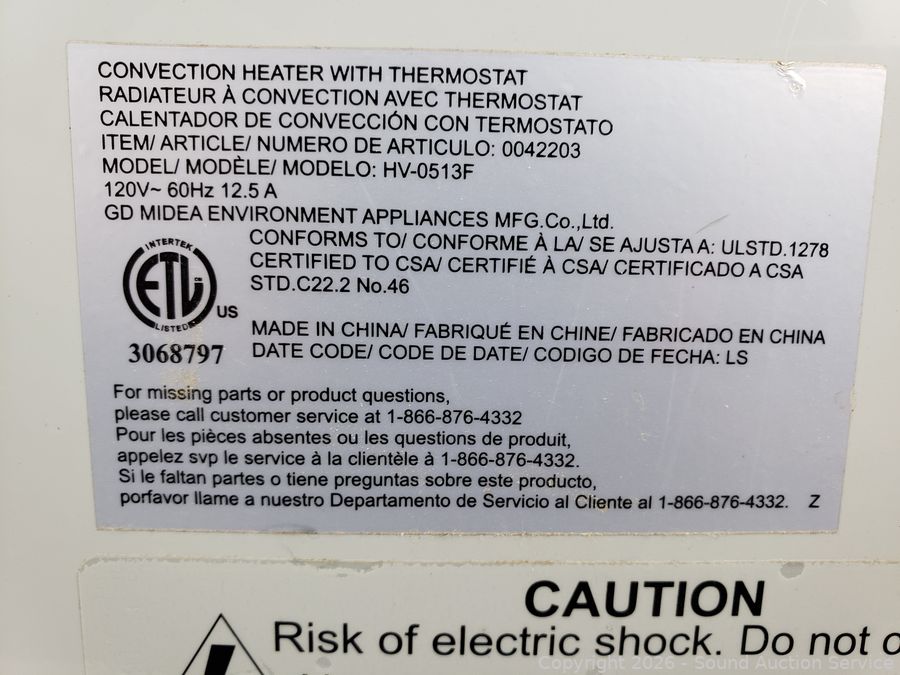 CONVECTION HEATER WITH THERMOSTAT
RADIATEUR À CONVECTION AVEC THERMOSTAT
CALENTADOR DE CONVECCIÓN CON TERMOSTATO
ITEM/ ARTICLE/ NUMERO DE ARTICULO: 0042203
MODEL/ MODÈLE/ MODELO: HV-0513F
120V~ 60Hz 12.5 A
GD MIDEA ENVIRONMENT APPLIANCES MFG.Co.,Ltd.
CONFORMS TO/ CONFORME À LA/ SE AJUSTA A: ULSTD.1278
CERTIFIED TO CSA/ CERTIFIÉ À CSA/ CERTIFICADO A CSA
STD.C22.2 No.46
INTERTEK
ETL
CM
US
LISTED
3068797
MADE IN CHINA/ FABRIQUÉ EN CHINE/ FABRICADO EN CHINA
DATE CODE/ CODE DE DATE/ CODIGO DE FECHA: LS
For missing parts or product questions,
please call customer service at 1-866-876-4332
Pour les pièces absentes ou les questions de produit,
appelez svp le service à la clientèle à 1-866-876-4332.
Si le faltan partes o tiene preguntas sobre este producto,
porfavor llame a nuestro Departamento de Servicio al Cliente al 1-866-876-4332. Z
CAUTION
Risk of electric shock. Do not o
Copyright 2026 - Sound Auction Service